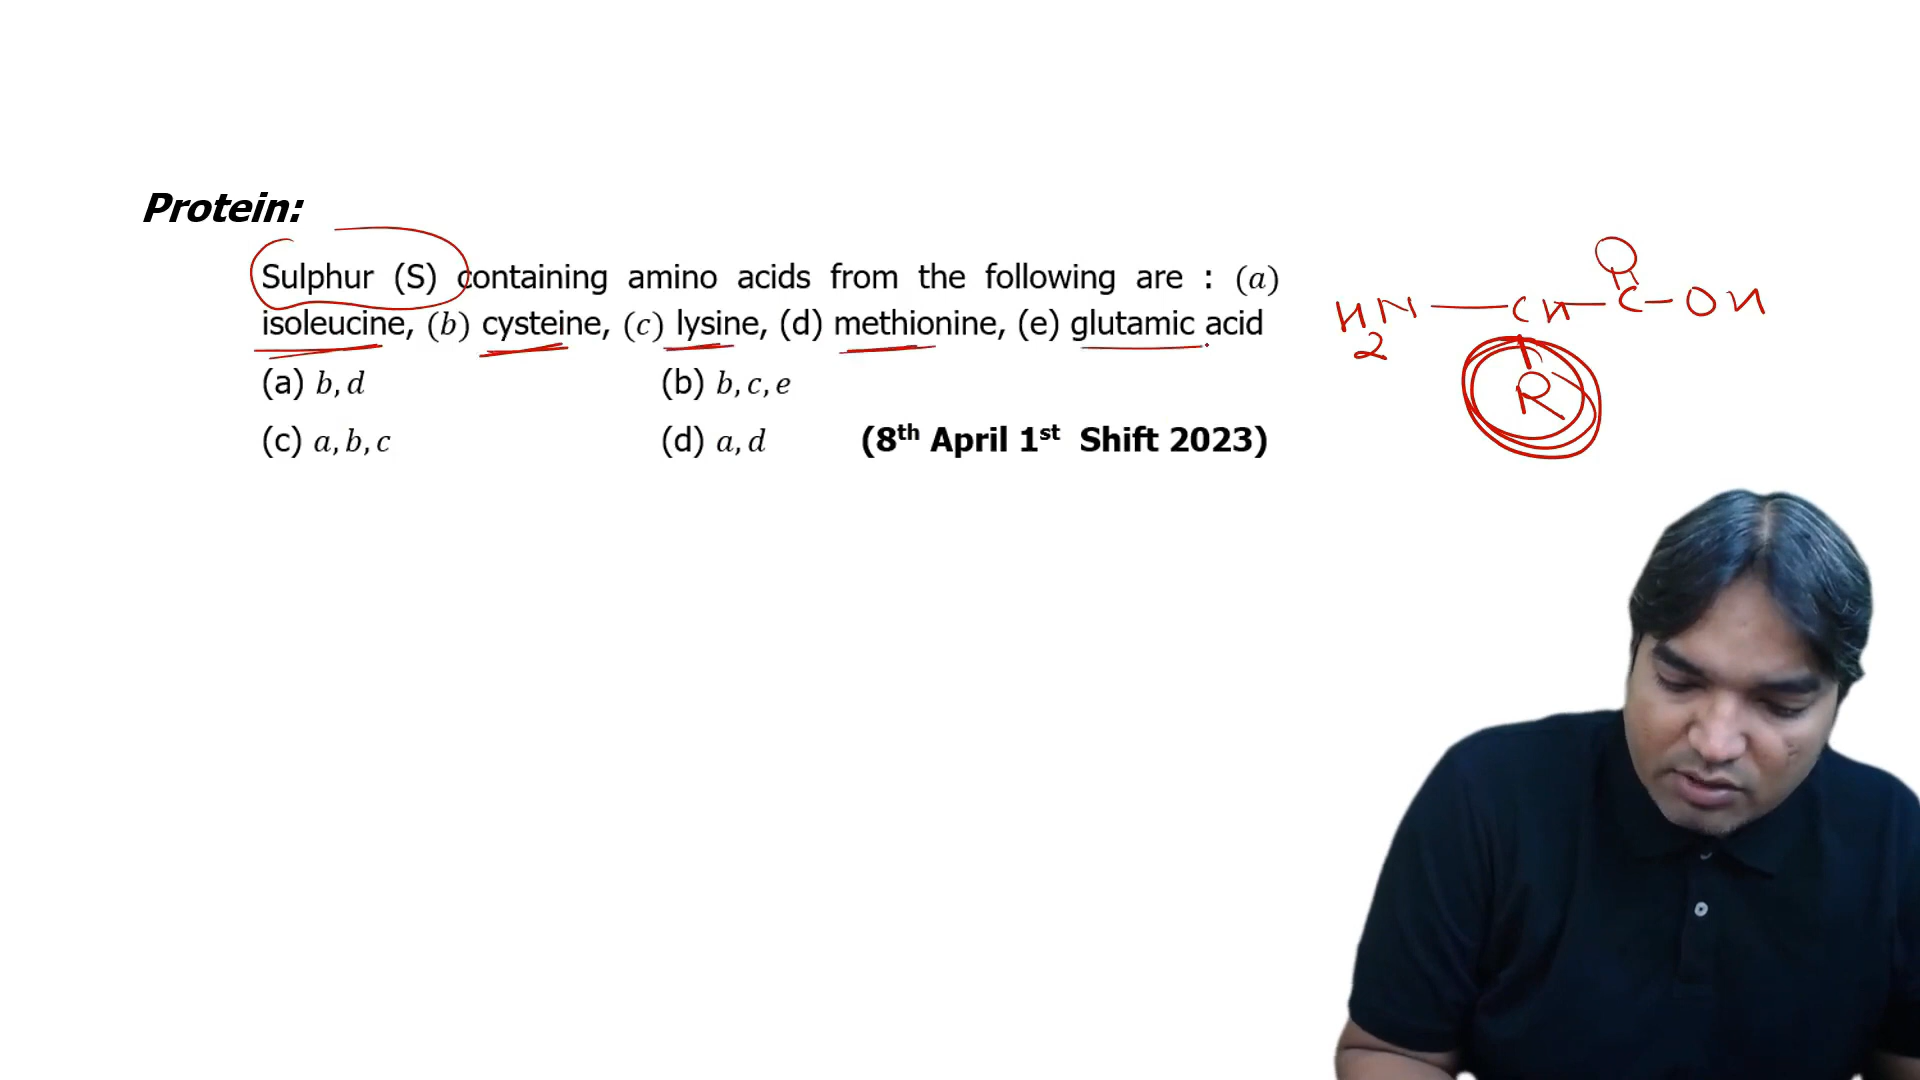 Protein:
Sulphur (S) containing amino acids from the following are : (a)
isoleucine, (b) cysteine, (c) lysine, (d) methionine, (e) glutamic acid
(a) b, d (b) b, c, e
(c) a, b, c (d) a, d (8th April 1st Shift 2023)
O
H2N — CH — C — OH
R